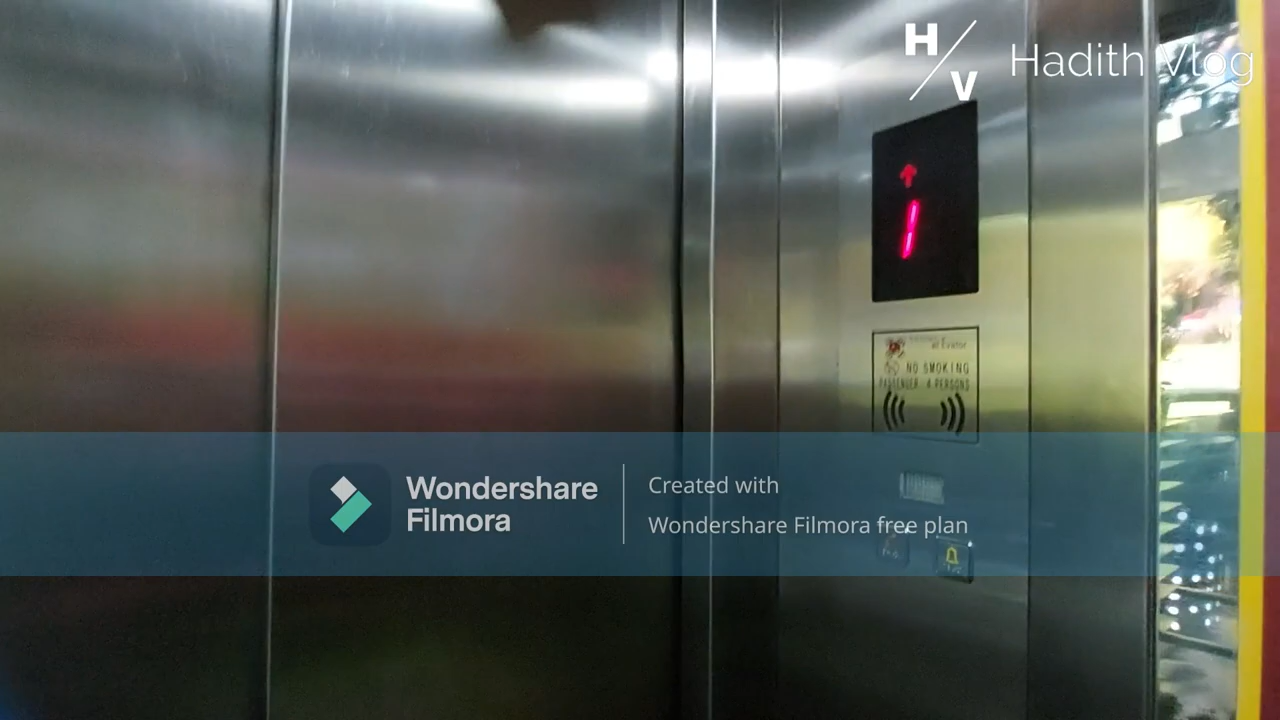 H/V Hadith Vlog
1
NO SMOKING
PASSENGER 4 PERSONS
Wondershare
Filmora
Created with
Wondershare Filmora free plan